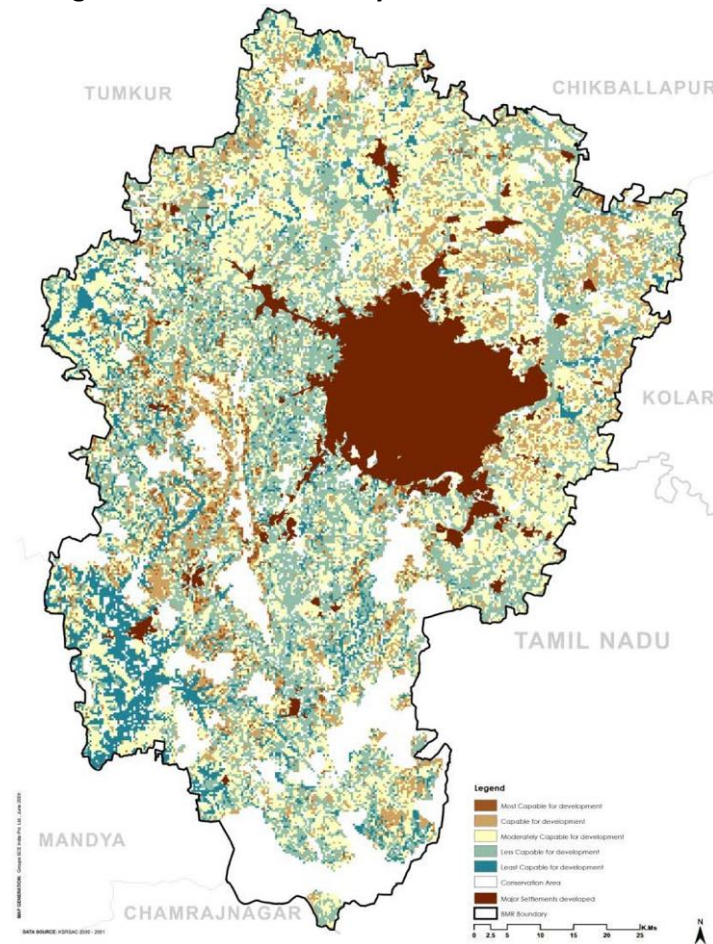 TUMKUR
CHIKBALLAPUR
KOLAR
TAMIL NADU
MANDYA
CHAMRAJNAGAR
Legend
Most Capable for development
Capable for development
Moderately Capable for development
Less Capable for development
Least Capable for development
Conservation Area
Major Settlements developed
BMR Boundary
0 2.5 5 10 15 20 25 K.Ms
N
DATA SOURCE: KSRSAC-2000 - 2001